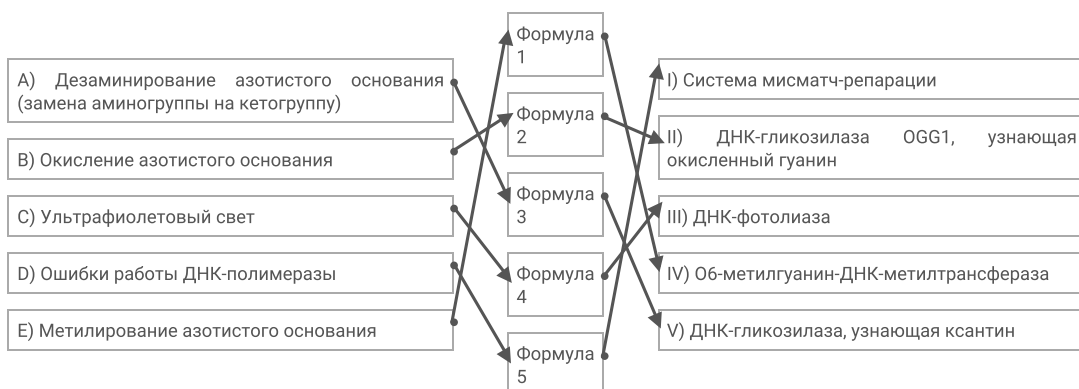 А) Дезаминирование азотистого основания
(замена аминогруппы на кетогруппу)
В) Окисление азотистого основания
С) Ультрафиолетовый свет
D) Ошибки работы ДНК-полимеразы
Е) Метилирование азотистого основания
Формула
1
Формула
2
Формула
3
Формула
4
Формула
5
I) Система мисматч-репарации
II) ДНК-гликозилаза OGG1, узнающая
окисленный гуанин
III) ДНК-фотолиаза
IV) О6-метилгуанин-ДНК-метилтрансфераза
V) ДНК-гликозилаза, узнающая ксантин